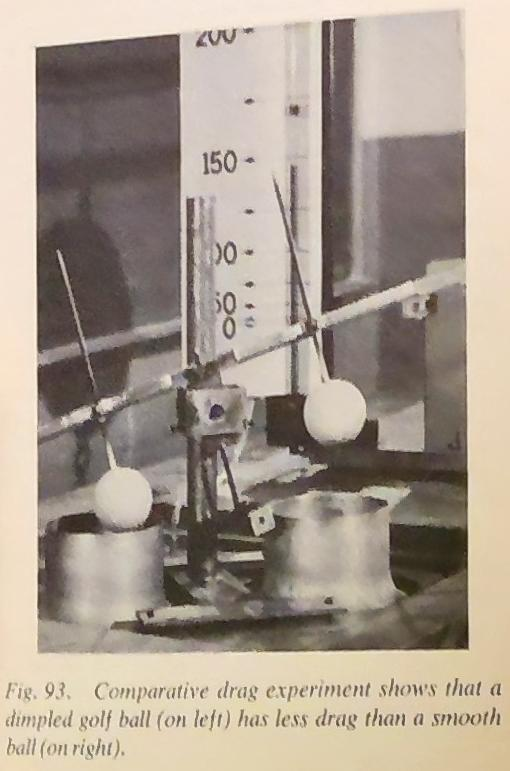 200
150
00
50
0
Fig. 93. Comparative drag experiment shows that a
dimpled golf ball (on left) has less drag than a smooth
ball (on right).